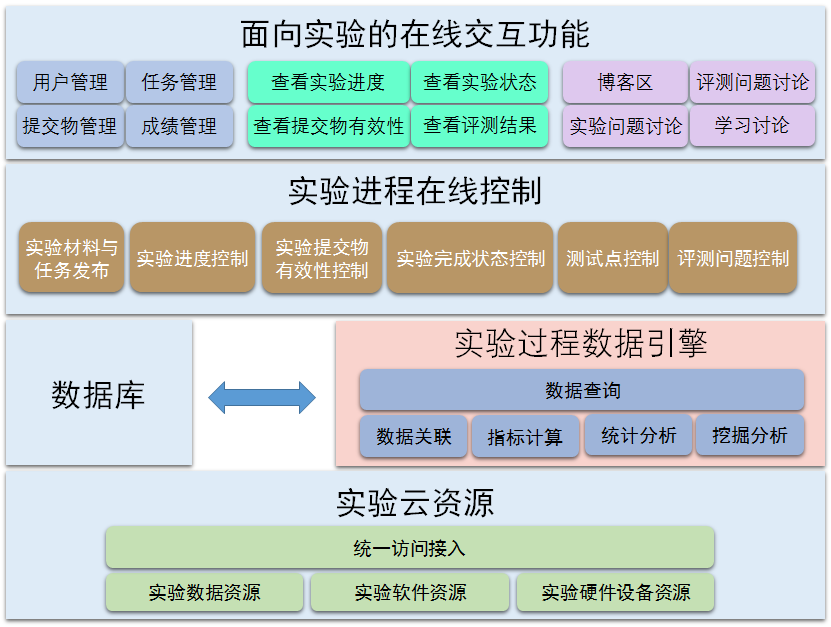 面向实验的在线交互功能
用户管理 任务管理 查看实验进度 查看实验状态 博客区 评测问题讨论
提交物管理 成绩管理 查看提交物有效性 查看评测结果 实验问题讨论 学习讨论
实验进程在线控制
实验材料与
任务发布
实验进度控制
实验提交物
有效性控制
实验完成状态控制
测试点控制
评测问题控制
数据库
实验过程数据引擎
数据查询
数据关联 指标计算 统计分析 挖掘分析
实验云资源
统一访问接入
实验数据资源 实验软件资源 实验硬件设备资源